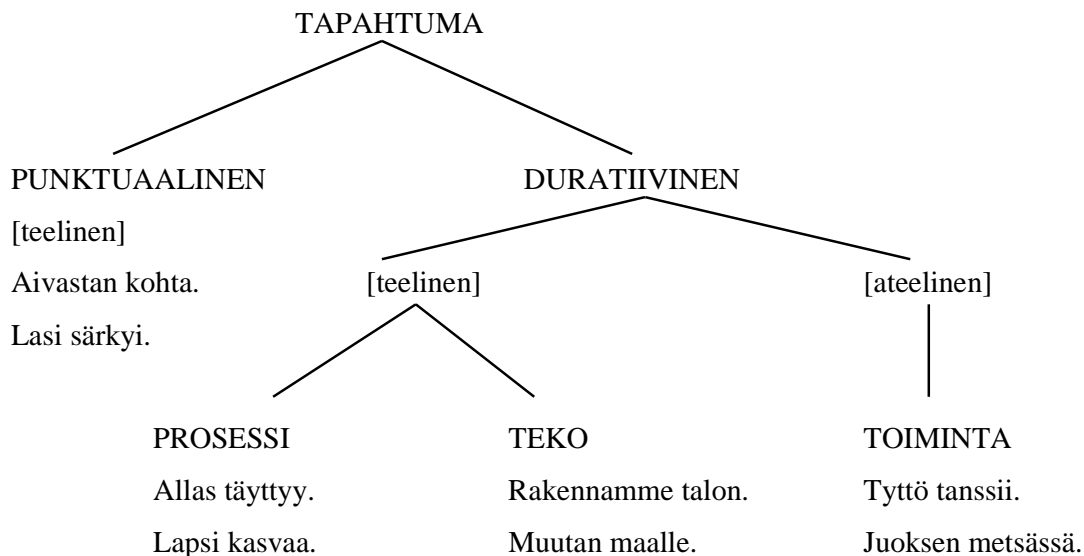 TAPAHTUMA
PUNKTUAALINEN
DURATIIVINEN
[teelinen]
Aivastan kohta.
[teelinen]
[ateelinen]
Lasi särkyi.
PROSESSI
TEKO
TOIMINTA
Allas täyttyy.
Rakennamme talon.
Tyttö tanssii.
Lapsi kasvaa.
Muutan maalle.
Juoksen metsässä.